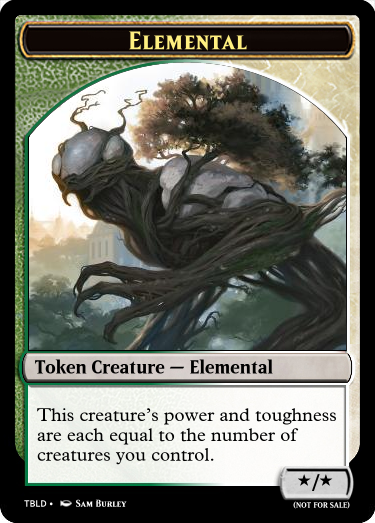 Elemental
Token Creature — Elemental
This creature's power and toughness
are each equal to the number of
creatures you control.
★/★
TBLD • Sam Burley
(NOT FOR SALE)